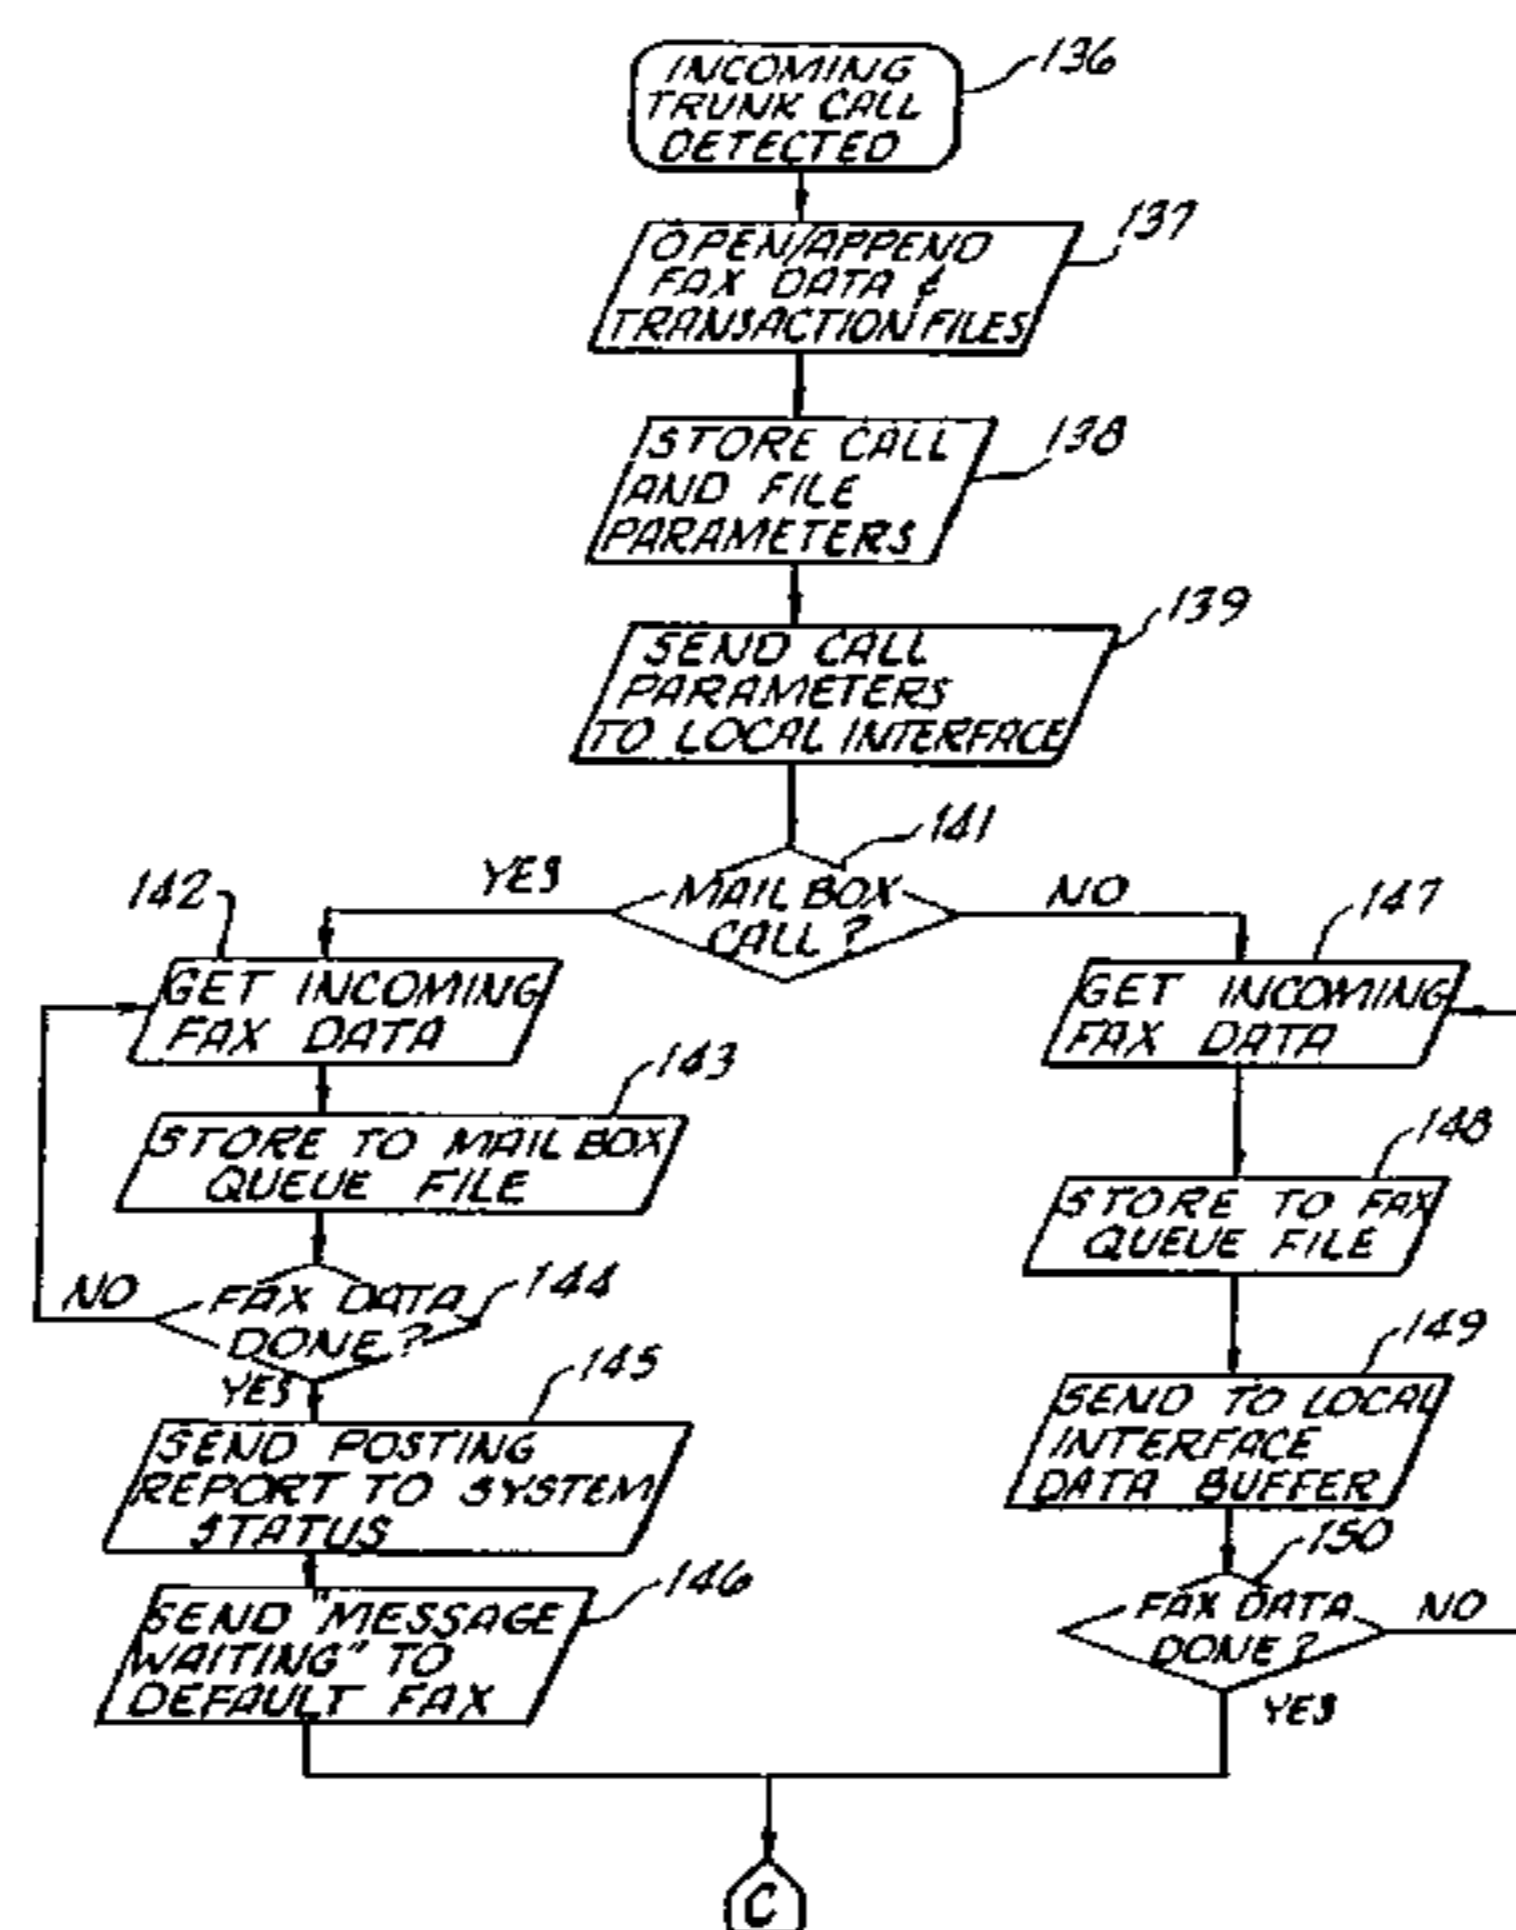 INCOMING
TRUNK CALL
DETECTED
136
OPEN/APPEND
FAX DATA &
TRANSACTION FILES
137
STORE CALL
AND FILE
PARAMETERS
138
SEND CALL
PARAMETERS
TO LOCAL INTERFACE
139
MAIL BOX
CALL?
141
YES
NO
142
GET INCOMING
FAX DATA
143
STORE TO MAIL BOX
QUEUE FILE
FAX DATA
DONE?
144
NO
YES
145
SEND POSTING
REPORT TO SYSTEM
STATUS
146
SEND "MESSAGE
WAITING" TO
DEFAULT FAX
147
GET INCOMING
FAX DATA
148
STORE TO FAX
QUEUE FILE
149
SEND TO LOCAL
INTERFACE
DATA BUFFER
150
FAX DATA
DONE?
NO
YES
C